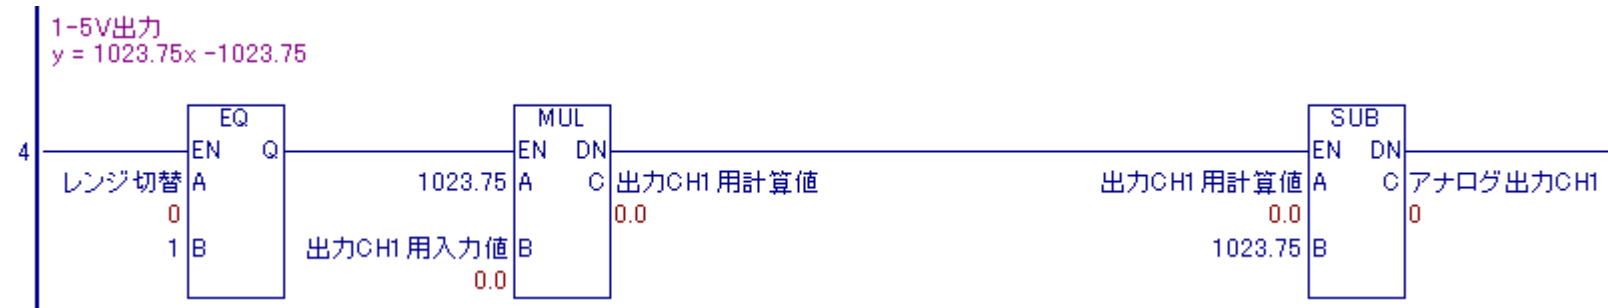 1-5V出力
y = 1023.75x -1023.75
EQ MUL SUB
4 EN Q EN DN EN DN
レンジ切替 A 1023.75 A C 出力CH1用計算値 出力CH1用計算値 A C アナログ出力CH1
0 0.0 0.0 0
1 B 出力CH1用入力値 B 1023.75 B
0.0